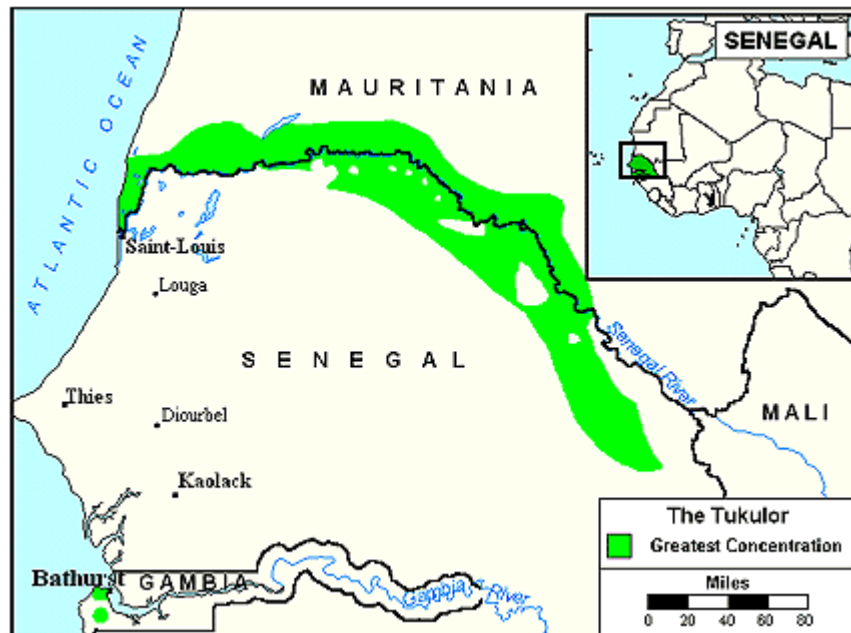 ATLANTIC OCEAN
MAURITANIA
SENEGAL
Saint-Louis
Louga
SENEGAL
Senegal River
Thies
Diourbel
MALI
Kaolack
The Tukulor
Greatest Concentration
Bathurst
GAMBIA
Gambia River
Miles
0 20 40 60 80